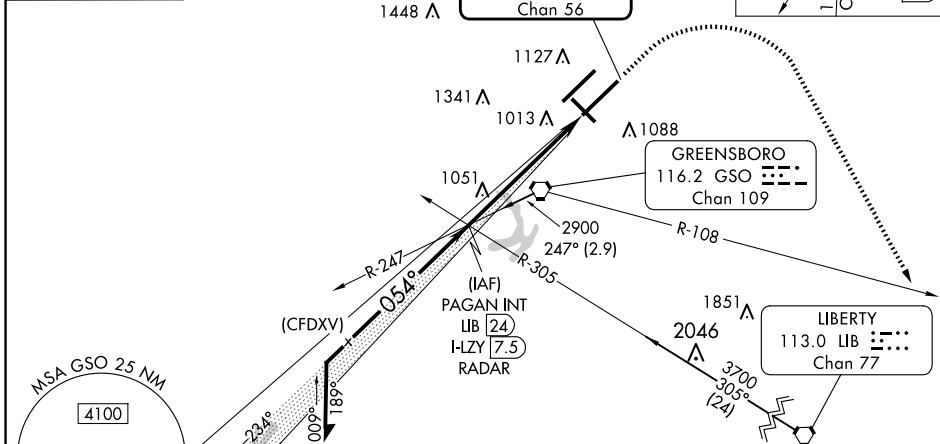 1448
Chan 56
1
C
1127
1341
1013
1088
GREENSBORO
116.2 GSO
Chan 109
1051
2900
247° (2.9)
R-108
R-247
R-305
054°
(IAF)
PAGAN INT
LIB 24
I-LZY 7.5
RADAR
(CFDXV)
1851
LIBERTY
113.0 LIB
Chan 77
2046
3700
305°
(24)
MSA GSO 25 NM
4100
009°
189°
234°